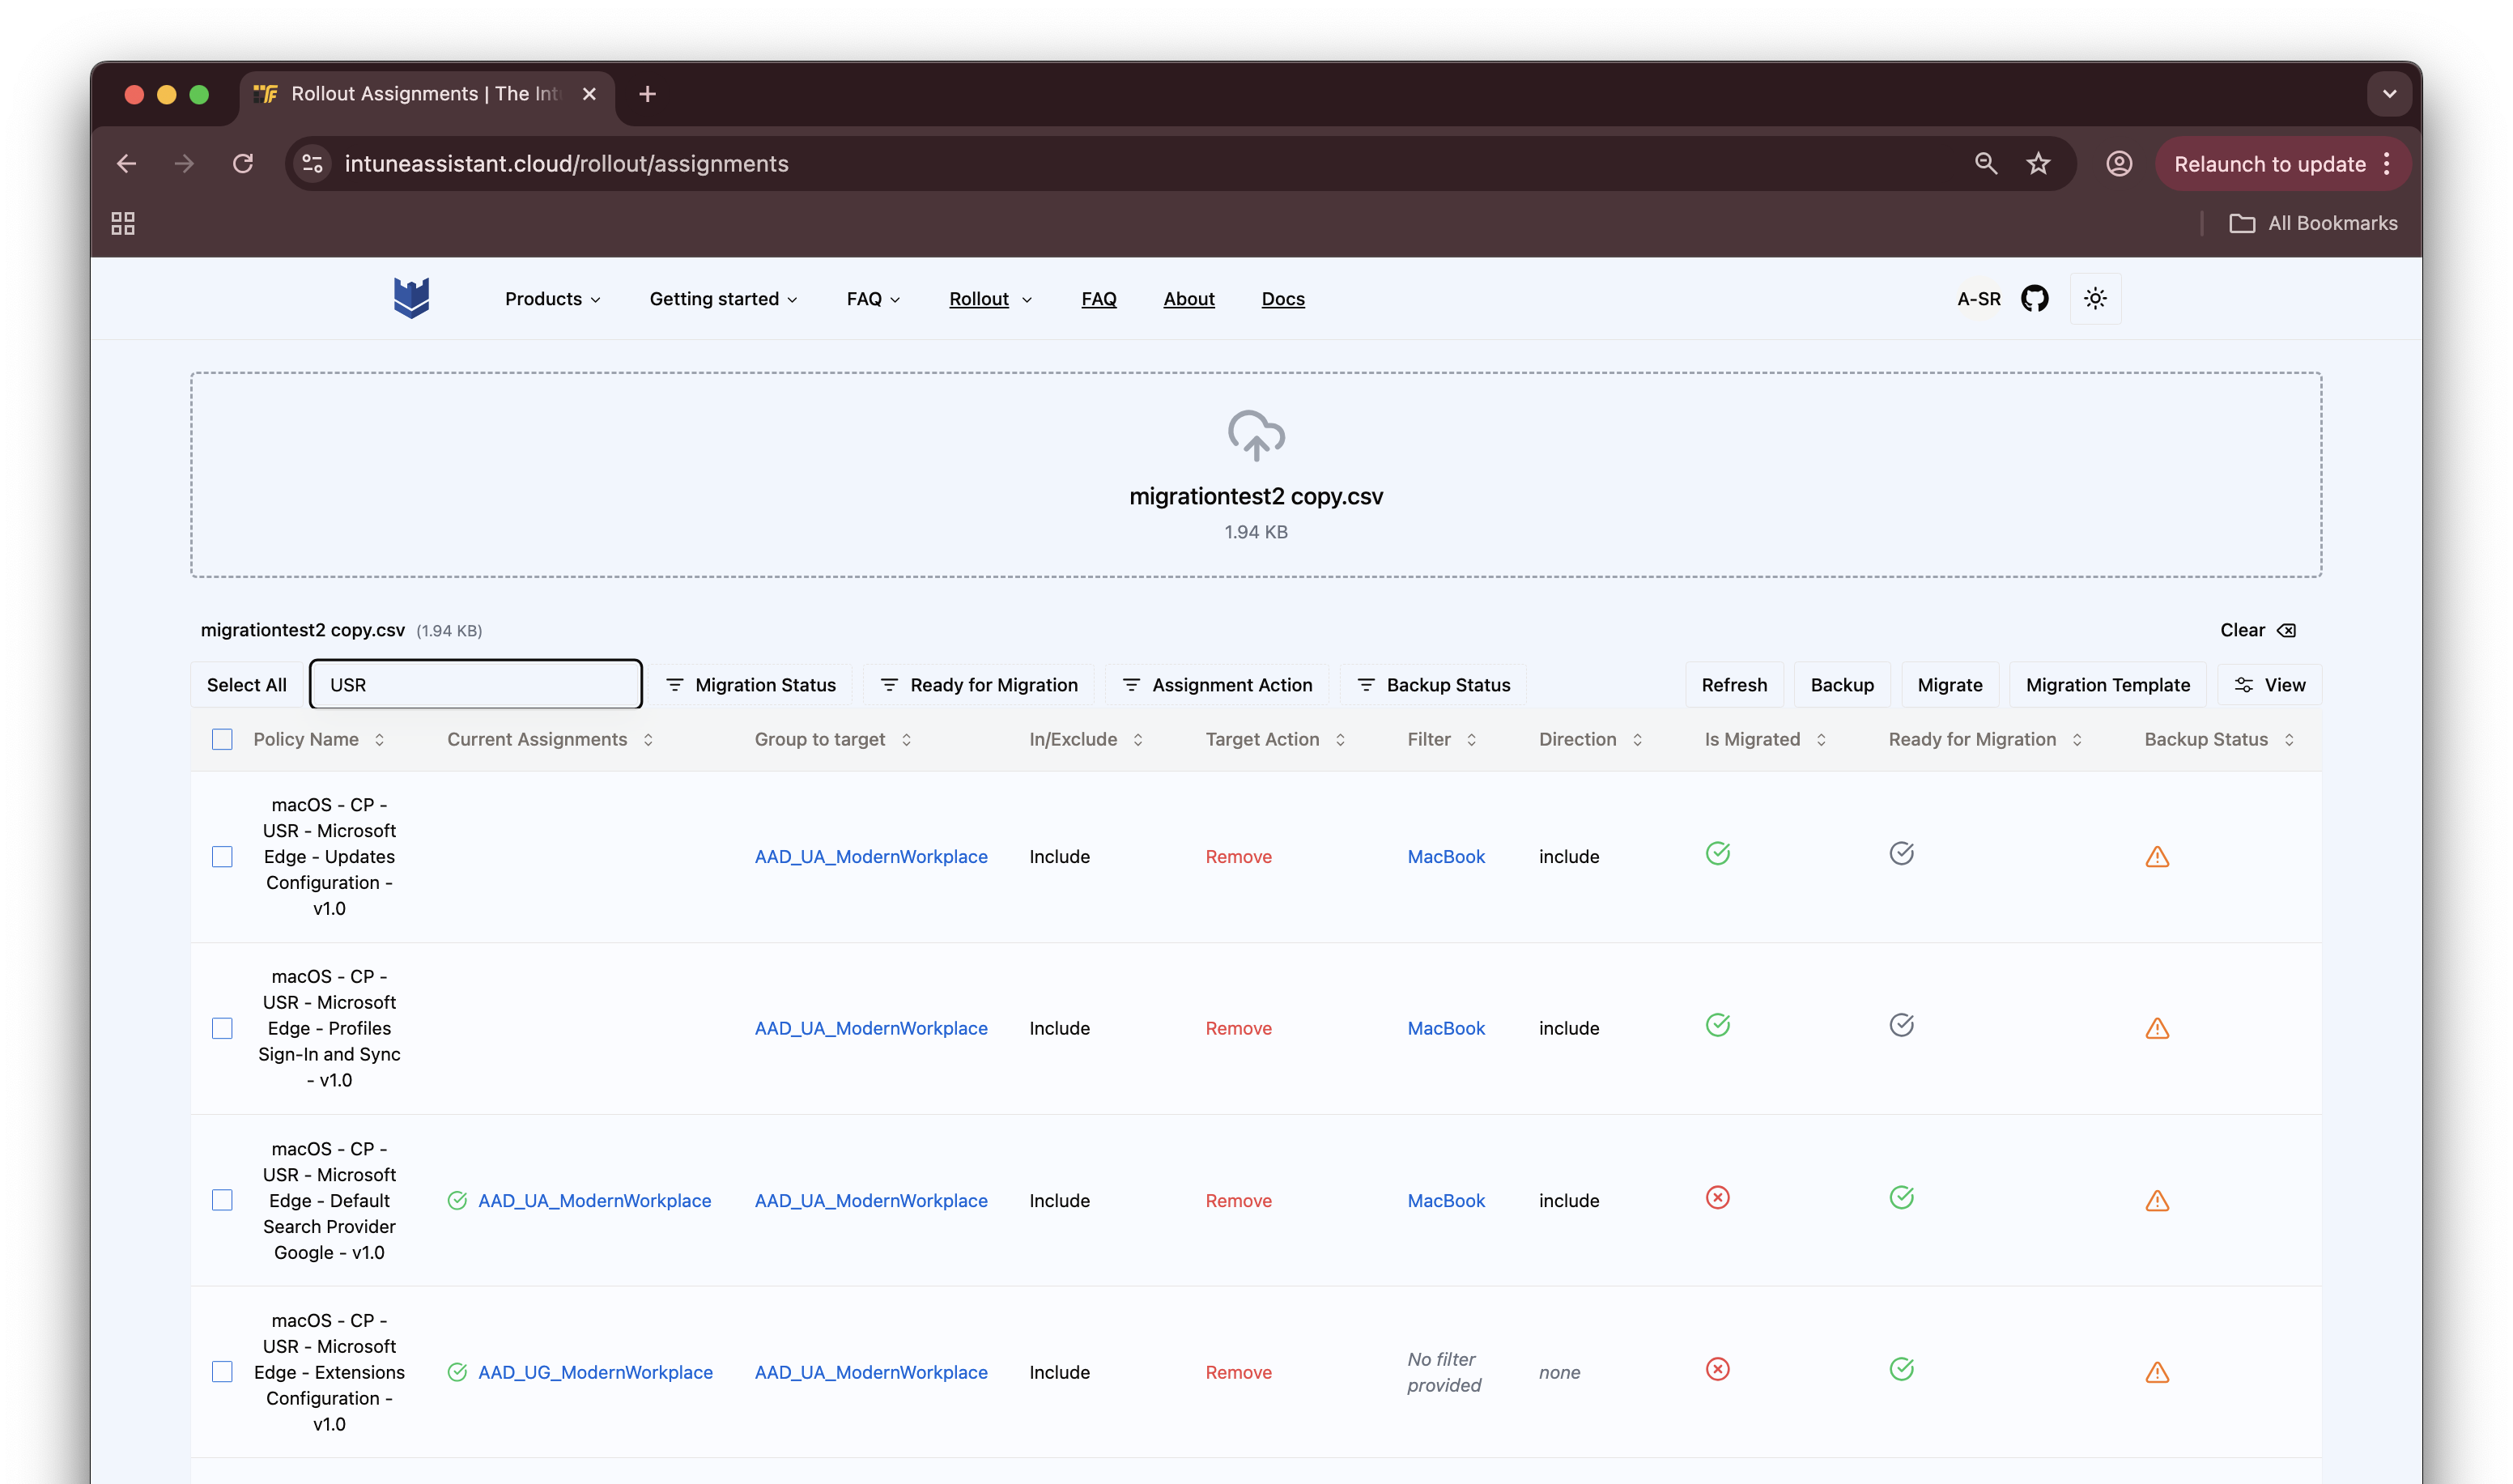 Rollout Assignments | The Int
intuneassistant.cloud/rollout/assignments
Relaunch to update
All Bookmarks
Products Getting started FAQ Rollout FAQ About Docs A-SR
migrationtest2 copy.csv
1.94 KB
migrationtest2 copy.csv (1.94 KB) Clear
Select All USR Migration Status Ready for Migration Assignment Action Backup Status Refresh Backup Migrate Migration Template View
Policy Name Current Assignments Group to target In/Exclude Target Action Filter Direction Is Migrated Ready for Migration Backup Status
macOS - CP -
USR - Microsoft
Edge - Updates
Configuration -
v1.0
AAD_UA_ModernWorkplace Include Remove MacBook include
macOS - CP -
USR - Microsoft
Edge - Profiles
Sign-In and Sync
- v1.0
AAD_UA_ModernWorkplace Include Remove MacBook include
macOS - CP -
USR - Microsoft
Edge - Default
Search Provider
Google - v1.0
AAD_UA_ModernWorkplace AAD_UA_ModernWorkplace Include Remove MacBook include
macOS - CP -
USR - Microsoft
Edge - Extensions
Configuration -
v1.0
AAD_UG_ModernWorkplace AAD_UA_ModernWorkplace Include Remove
No filter
provided
none